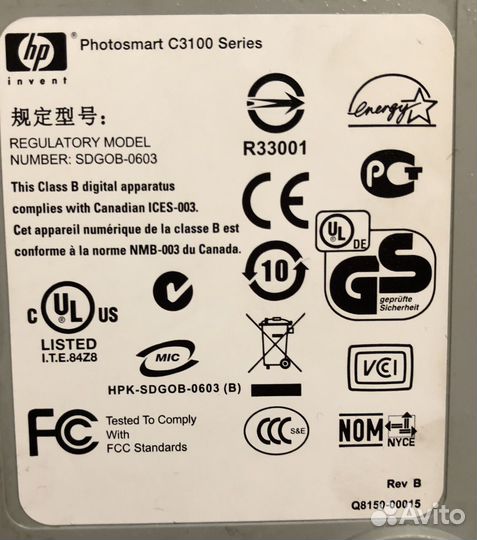 hp
invent
Photosmart C3100 Series
规定型号:
REGULATORY MODEL
NUMBER: SDGOB-0603
R33001
energy
This Class B digital apparatus
complies with Canadian ICES-003.
Cet appareil numérique de la classe B est
conforme à la norme NMB-003 du Canada.
CE
PCT
UL
DE
GS
geprüfte
Sicherheit
10
C UL US
LISTED
I.T.E.84Z8
N
MIC
HPK-SDGOB-0603 (B)
VCCI
FC
Tested To Comply
With
FCC Standards
CCC
S&E
NOM
NYCE
Rev B
Q8150-00015
Avito